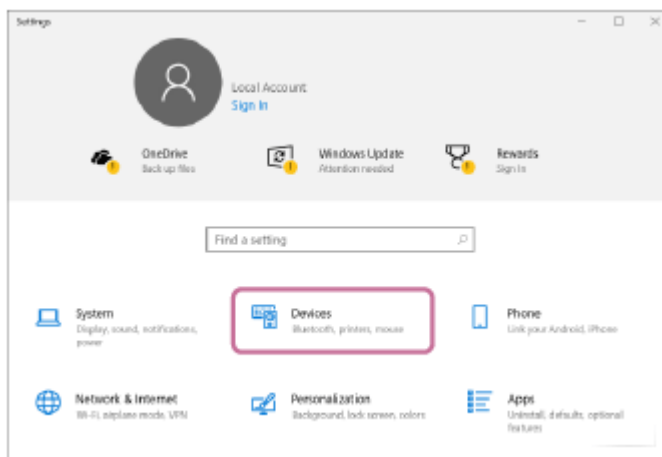 Settings
Local Account
Sign In
OneDrive
Back up files
Windows Update
Attention needed
Rewards
Sign In
Find a setting
System
Display, sound, notifications,
power
Devices
Bluetooth, printers, mouse
Phone
Link your Android, iPhone
Network & Internet
Wi-Fi, airplane mode, VPN
Personalization
Background, lock screen, colors
Apps
Uninstall, defaults, optional
features